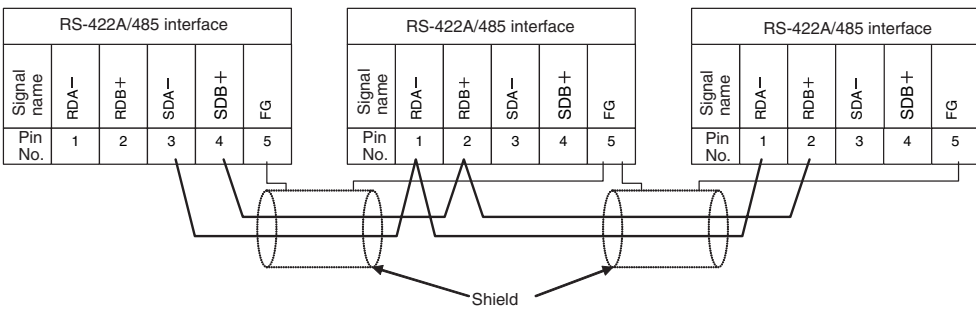 RS-422A/485 interface
Signal name RDA− RDB+ SDA− SDB+ FG
Pin No. 1 2 3 4 5
RS-422A/485 interface
Signal name RDA− RDB+ SDA− SDB+ FG
Pin No. 1 2 3 4 5
RS-422A/485 interface
Signal name RDA− RDB+ SDA− SDB+ FG
Pin No. 1 2 3 4 5
Shield